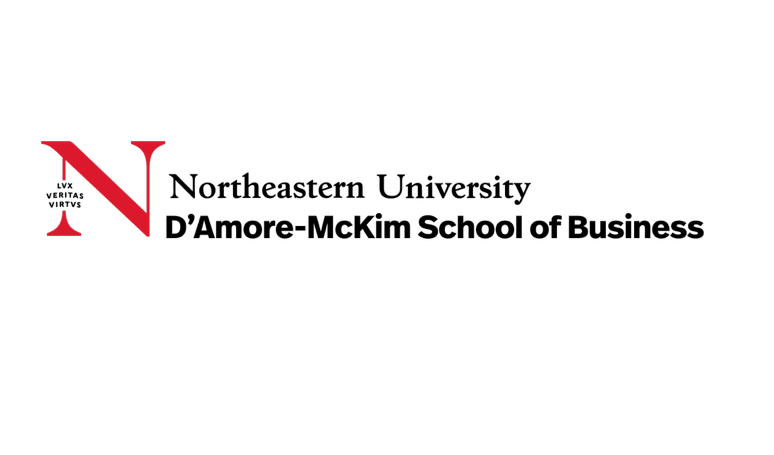 LVX
VERITAS
VIRTVS
Northeastern University
D’Amore-McKim School of Business